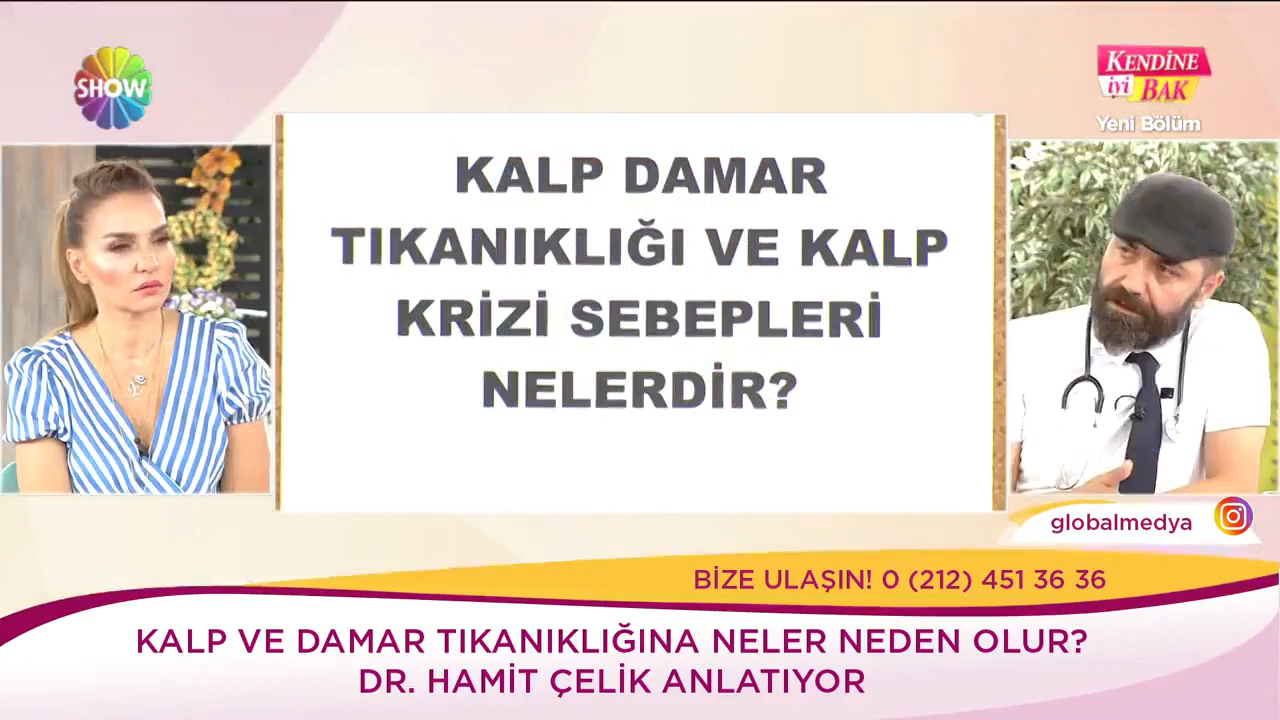 SHOW
KENDİNE
iyi BAK
Yeni Bölüm
KALP DAMAR
TIKANIKLIĞI VE KALP
KRİZİ SEBEPLERİ
NELERDİR?
globalmedya
BİZE ULAŞIN! 0 (212) 451 36 36
KALP VE DAMAR TIKANIKLIĞINA NELER NEDEN OLUR?
DR. HAMİT ÇELİK ANLATIYOR